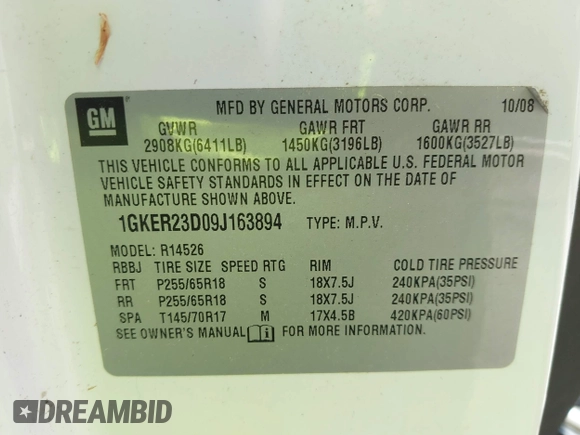 GM
MFD BY GENERAL MOTORS CORP. 10/08
GVWR GAWR FRT GAWR RR
2908KG(6411LB) 1450KG(3196LB) 1600KG(3527LB)
THIS VEHICLE CONFORMS TO ALL APPLICABLE U.S. FEDERAL MOTOR
VEHICLE SAFETY STANDARDS IN EFFECT ON THE DATE OF
MANUFACTURE SHOWN ABOVE.
1GKER23D09J163894 TYPE: M.P.V.
MODEL: R14526
RBBJ TIRE SIZE SPEED RTG RIM COLD TIRE PRESSURE
FRT P255/65R18 S 18X7.5J 240KPA(35PSI)
RR P255/65R18 S 18X7.5J 240KPA(35PSI)
SPA T145/70R17 M 17X4.5B 420KPA(60PSI)
SEE OWNER'S MANUAL FOR MORE INFORMATION.
DREAMBID